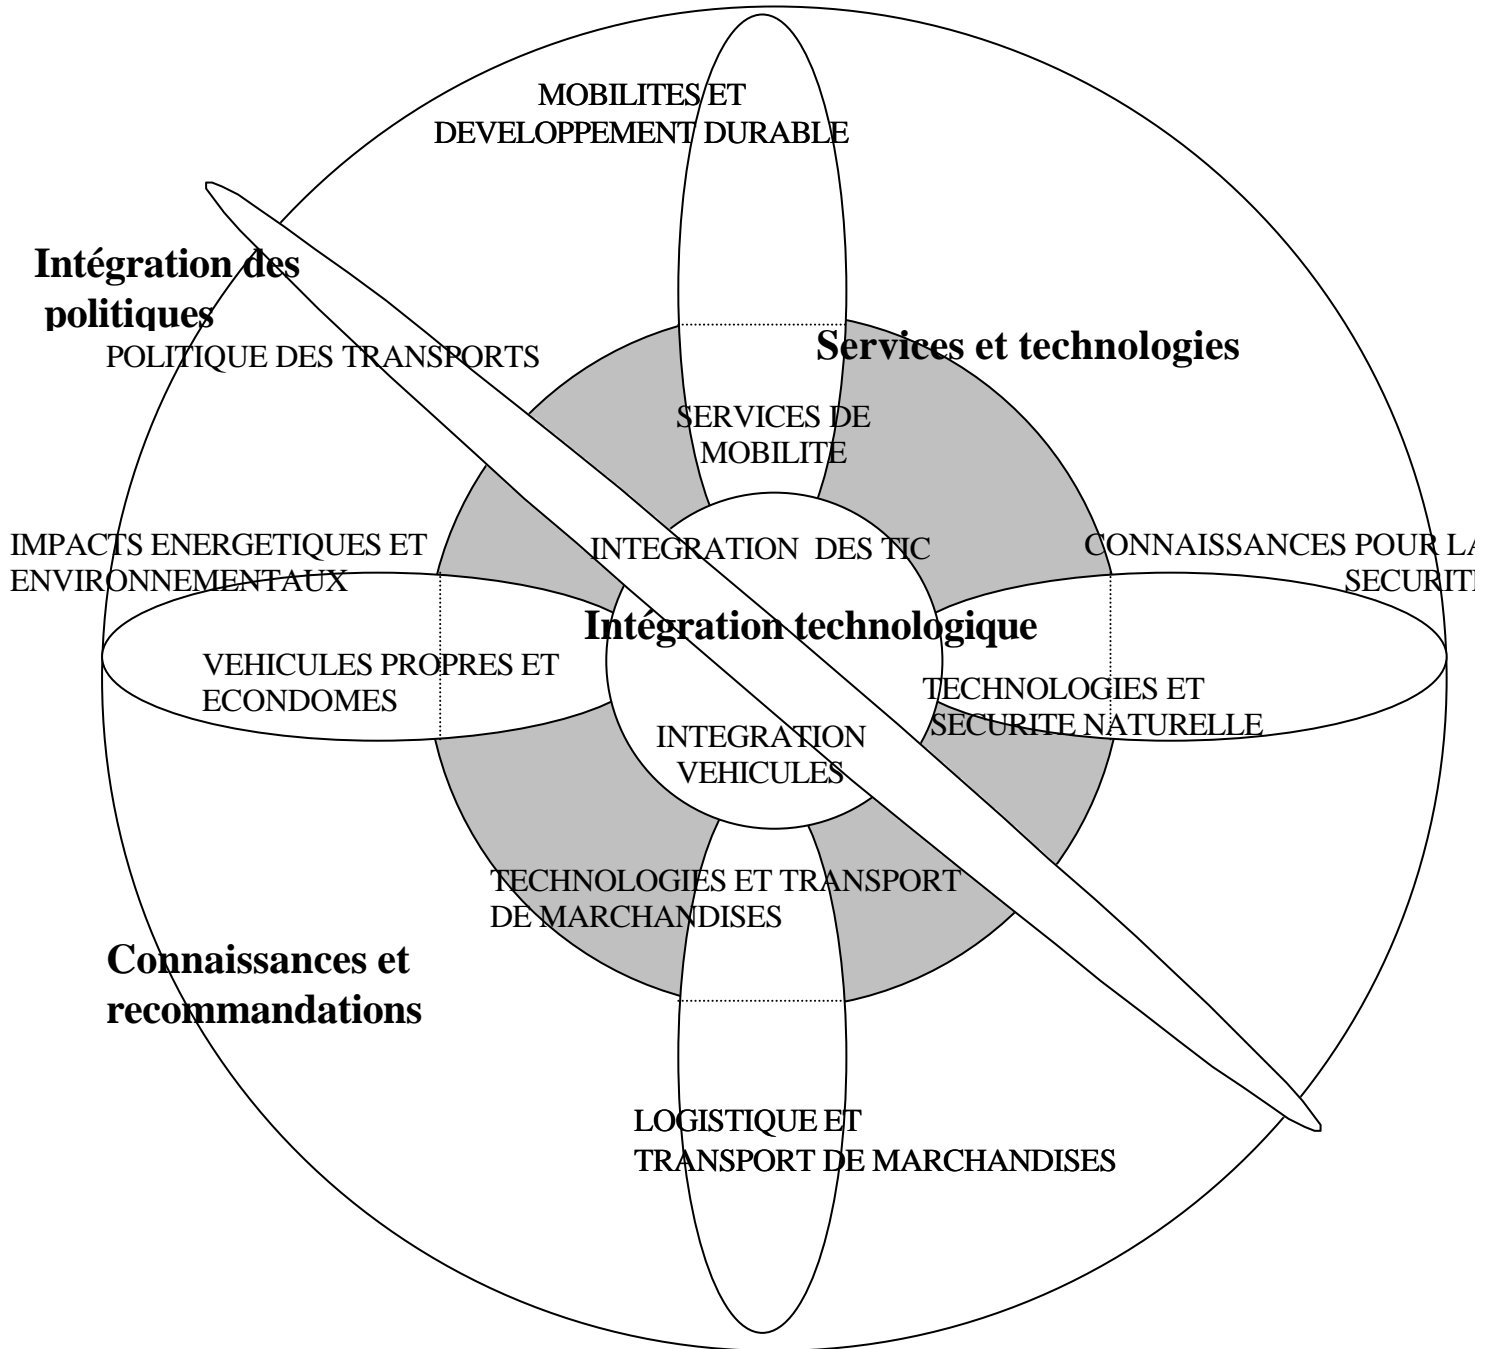 MOBILITES ET
DEVELOPPEMENT DURABLE
Intégration des
politiques
POLITIQUE DES TRANSPORTS
Services et technologies
SERVICES DE
MOBILITE
IMPACTS ENERGETIQUES ET
ENVIRONNEMENTAUX
INTEGRATION DES TIC
CONNAISSANCES POUR LA
SECURITE
Intégration technologique
VEHICULES PROPRES ET
ECONDOMES
TECHNOLOGIES ET
SECURITE NATURELLE
INTEGRATION
VEHICULES
TECHNOLOGIES ET TRANSPORT
DE MARCHANDISES
Connaissances et
recommandations
LOGISTIQUE ET
TRANSPORT DE MARCHANDISES